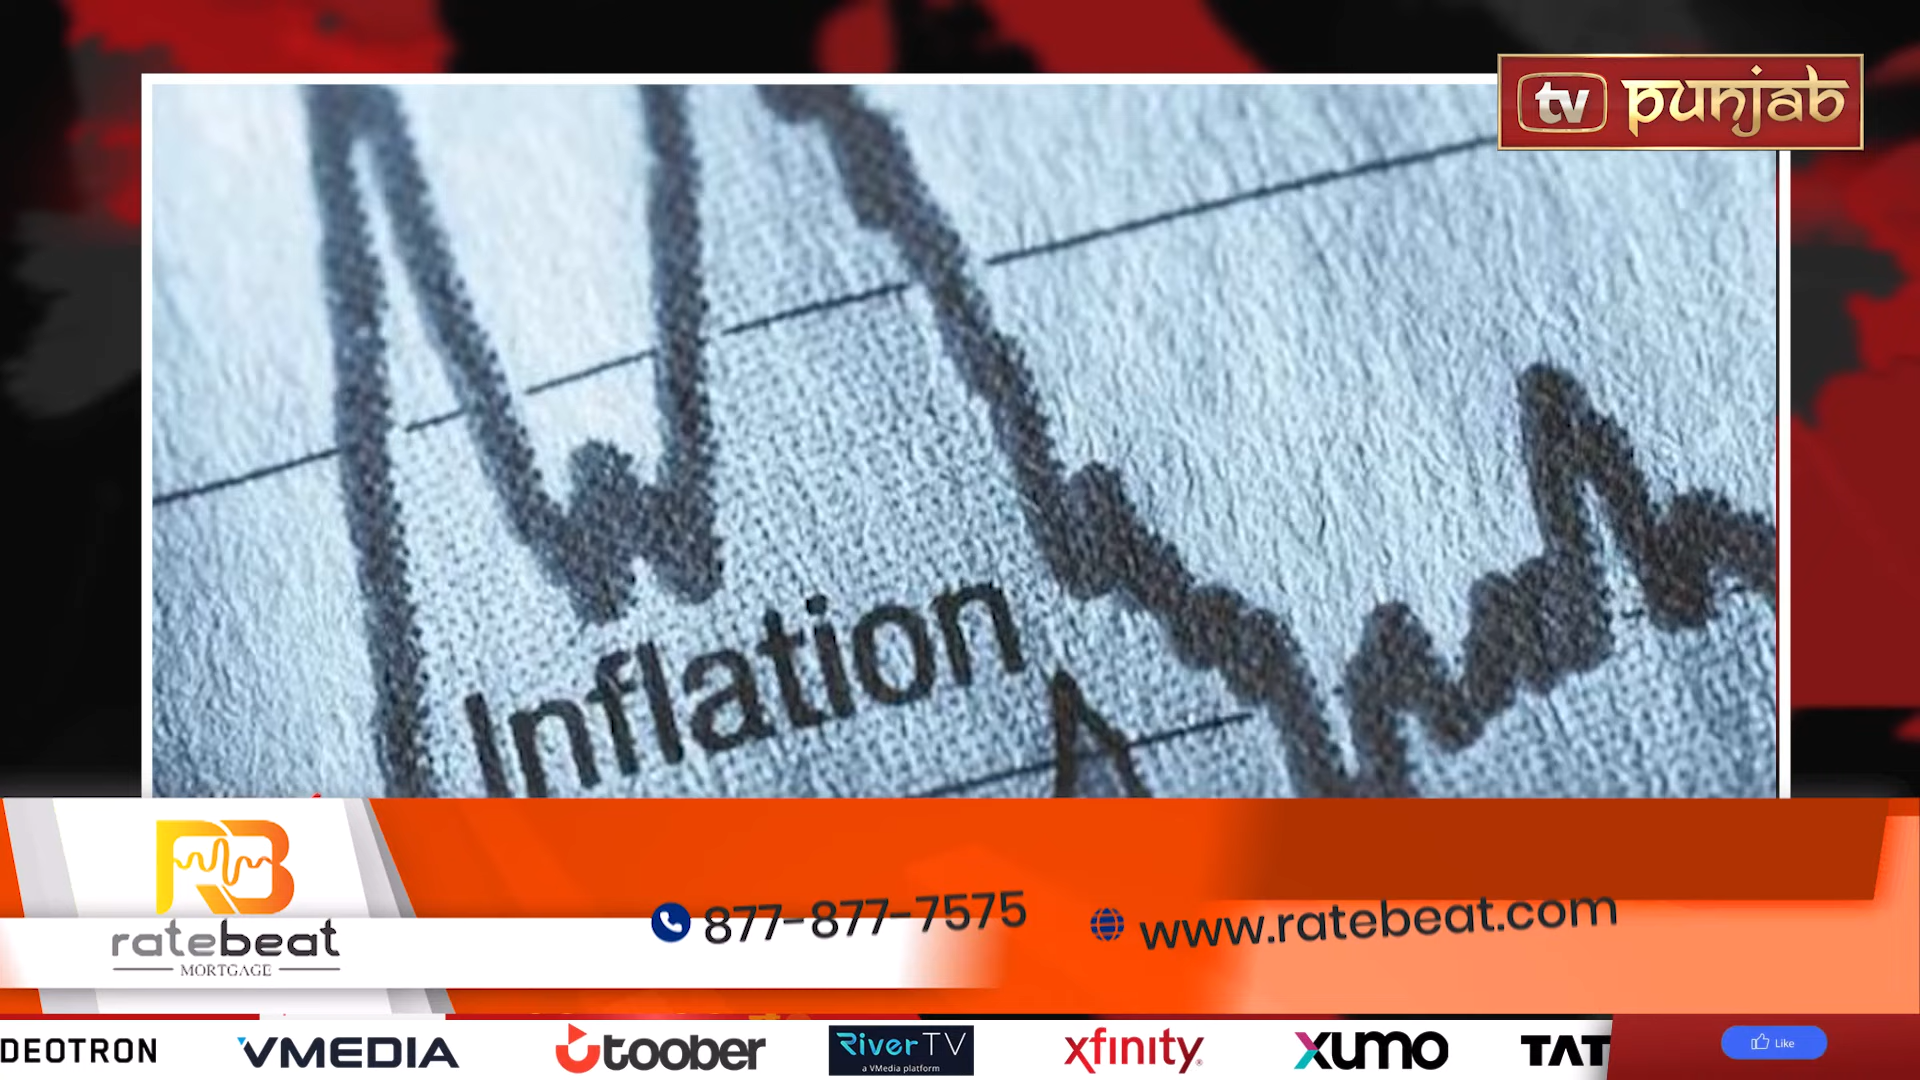 tv punjab
Inflation
RB
ratebeat
MORTGAGE
877-877-7575
www.ratebeat.com
DEOTRON
VMEDIA
toober
RiverTV
a VMedia platform
xfinity
xumo
TAT
Like